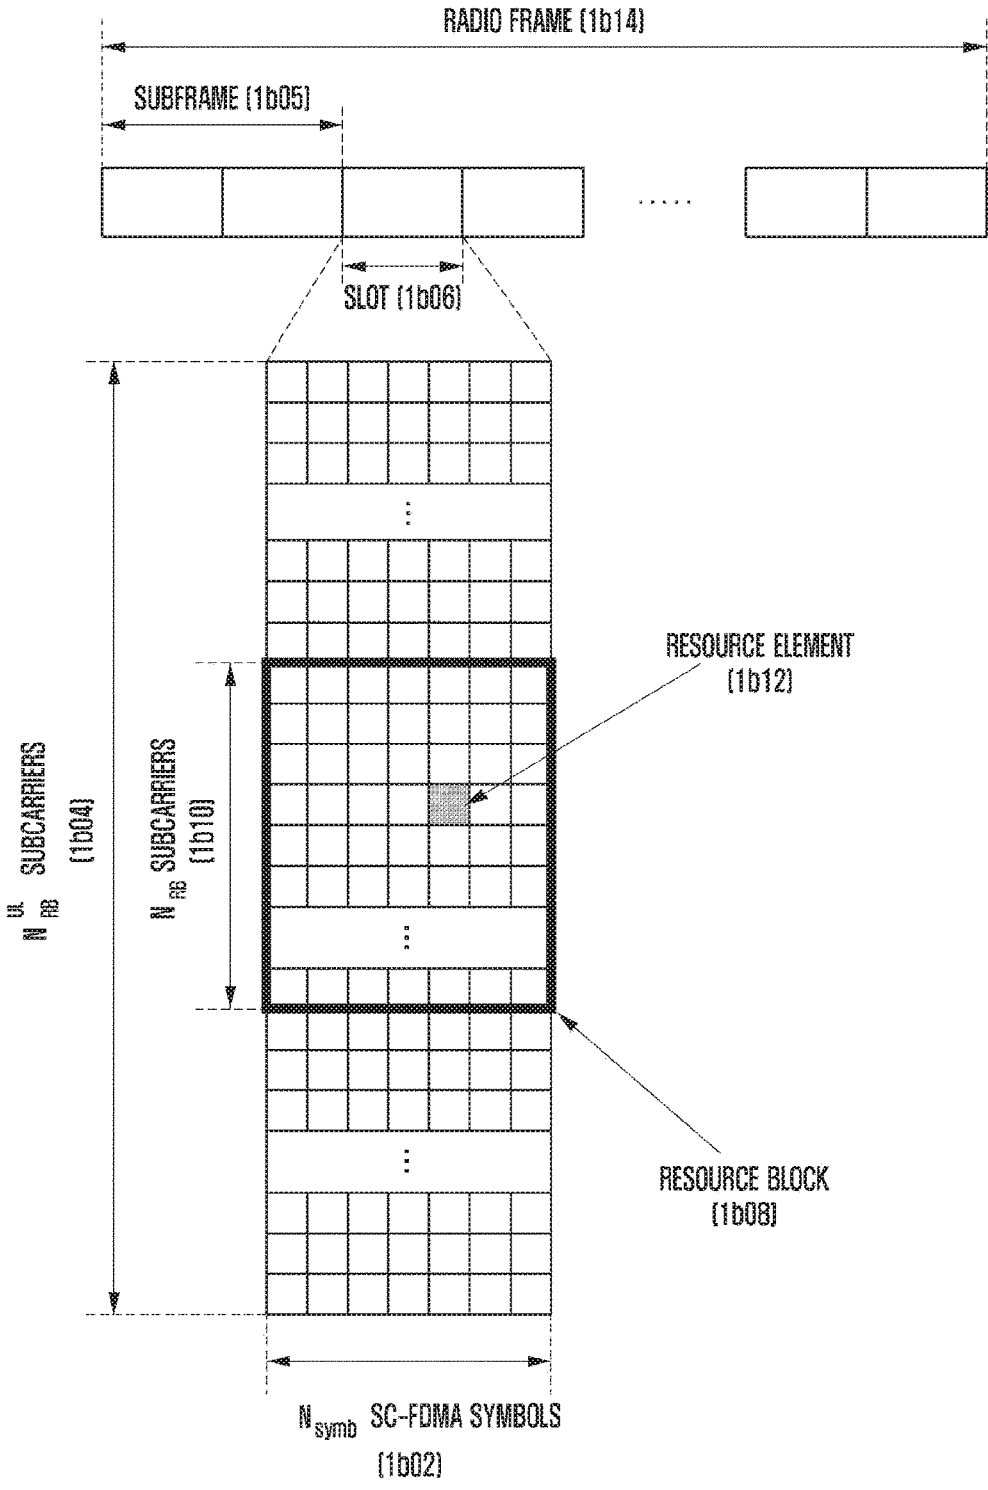 RADIO FRAME (1b14)
SUBFRAME (1b05)
.....
SLOT (1b06)
RESOURCE ELEMENT
(1b12)
N UL RB SUBCARRIERS
(1b04)
N RB SUBCARRIERS
(1b10)
RESOURCE BLOCK
(1b08)
Nsymb SC-FDMA SYMBOLS
(1b02)